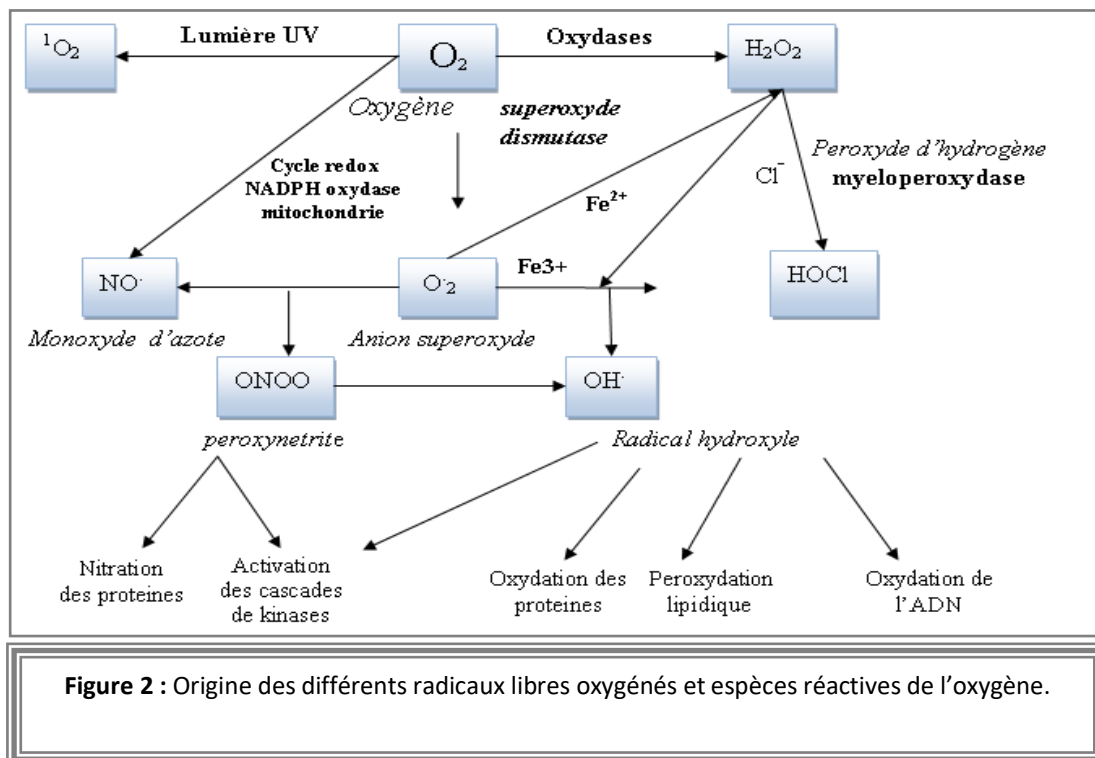 ¹O₂
Lumière UV
O₂
Oxydases
H₂O₂
Oxygène
superoxyde
dismutase
Cycle redox
NADPH oxydase
mitochondrie
Fe²⁺
Cl⁻
Peroxyde d'hydrogène
myeloperoxydase
NO·
O·₂
Fe3+
HOCl
Monoxyde d'azote
Anion superoxyde
ONOO
OH·
peroxynetrite
Radical hydroxyle
Nitration
des proteines
Activation
des cascades
de kinases
Oxydation des
proteines
Peroxydation
lipidique
Oxydation de
l'ADN
Figure 2 : Origine des différents radicaux libres oxygénés et espèces réactives de l'oxygène.